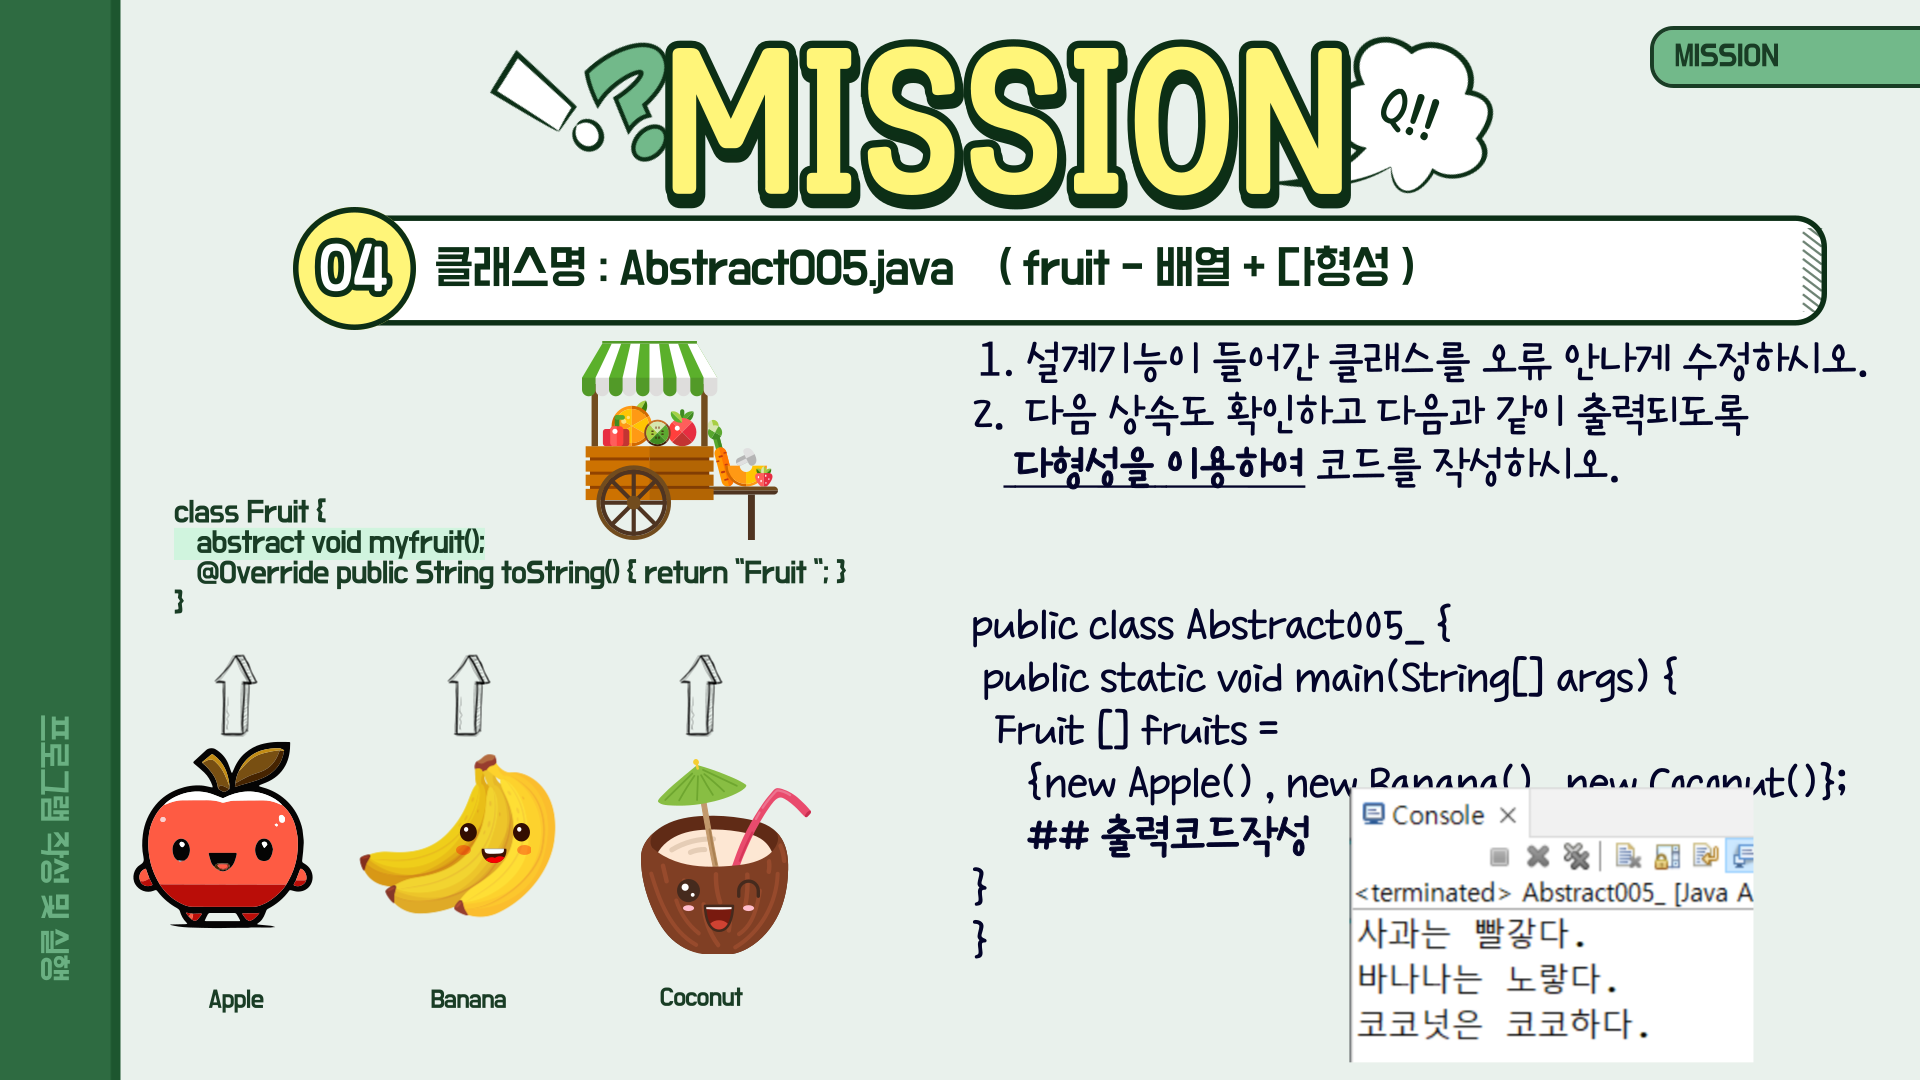 MISSION
MISSION
Q!!
04
클래스명 : Abstract005.java ( fruit - 배열 + 다형성 )
1. 설계기능이 들어간 클래스를 오류 안나게 수정하시오.
2. 다음 상속도 확인하고 다음과 같이 출력되도록
다형성을 이용하여 코드를 작성하시오.
class Fruit {
abstract void myfruit();
@Override public String toString() { return "Fruit "; }
}
Apple
Banana
Coconut
public class Abstract005_ {
public static void main(String[] args) {
Fruit [] fruits =
{new Apple() , new Banana() , new Coconut()};
## 출력코드작성
}
}
Console
<terminated> Abstract005_ [Java A
사과는 빨갛다.
바나나는 노랗다.
코코넛은 코코하다.
프로그램 작성 및 실행